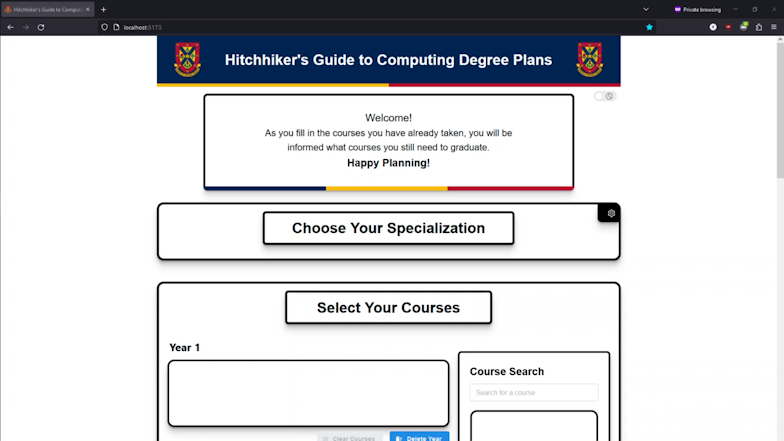 Hitchhiker's Guide to Computin
Private browsing
localhost:5173
Hitchhiker's Guide to Computing Degree Plans
Welcome!
As you fill in the courses you have already taken, you will be
informed what courses you still need to graduate.
Happy Planning!
Choose Your Specialization
Select Your Courses
Year 1
Course Search
Search for a course
Clear Courses
Delete Year